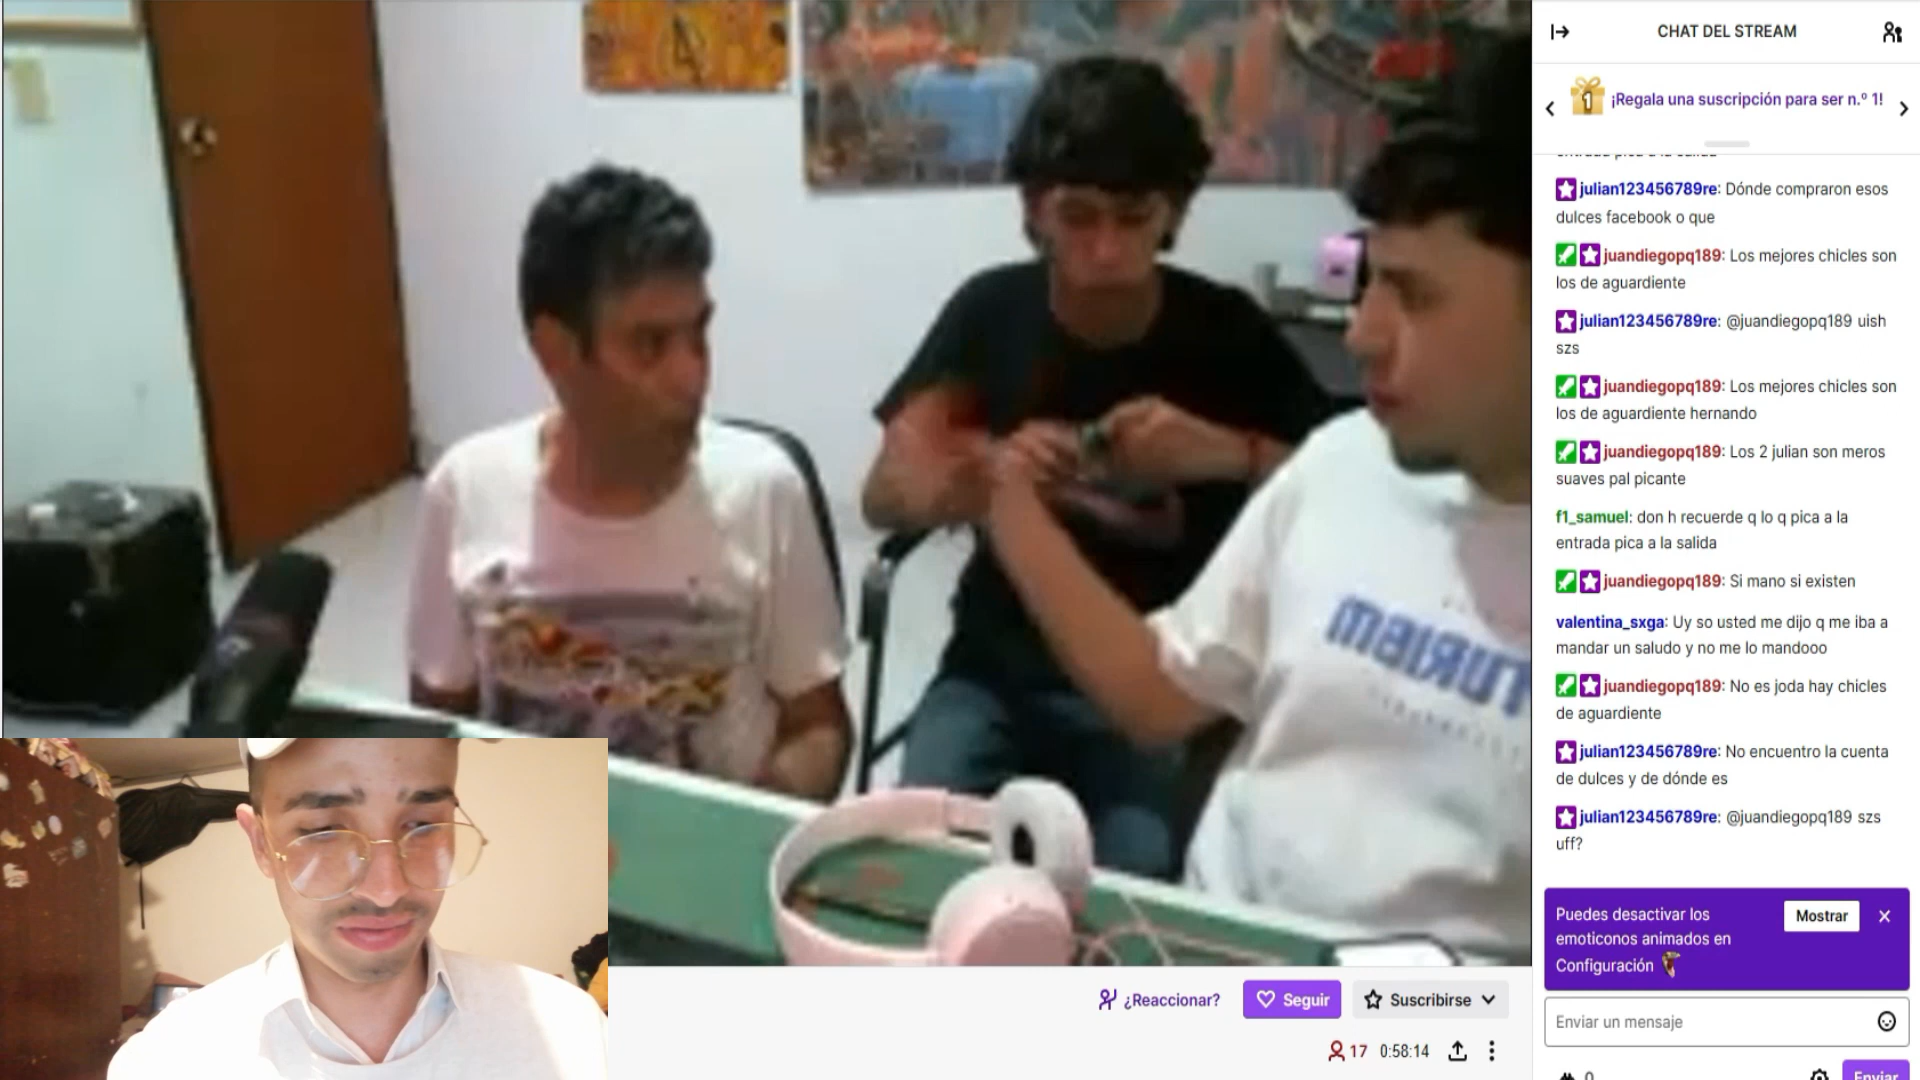 CHAT DEL STREAM
1
¡Regala una suscripción para ser n.º 1!
julian123456789re: Dónde compraron esos
dulces facebook o que
juandiegopq189: Los mejores chicles son
los de aguardiente
julian123456789re: @juandiegopq189 uish
szs
juandiegopq189: Los mejores chicles son
los de aguardiente hernando
juandiegopq189: Los 2 julian son meros
suaves pal picante
f1_samuel: don h recuerde q lo q pica a la
entrada pica a la salida
juandiegopq189: Si mano si existen
valentina_sxga: Uy so usted me dijo q me iba a
mandar un saludo y no me lo mandooo
juandiegopq189: No es joda hay chicles
de aguardiente
julian123456789re: No encuentro la cuenta
de dulces y de dónde es
julian123456789re: @juandiegopq189 szs
uff?
Puedes desactivar los
emoticonos animados en
Configuración
Mostrar
Enviar un mensaje
0
Enviar
¿Reaccionar?
Seguir
Suscribirse
17 0:58:14